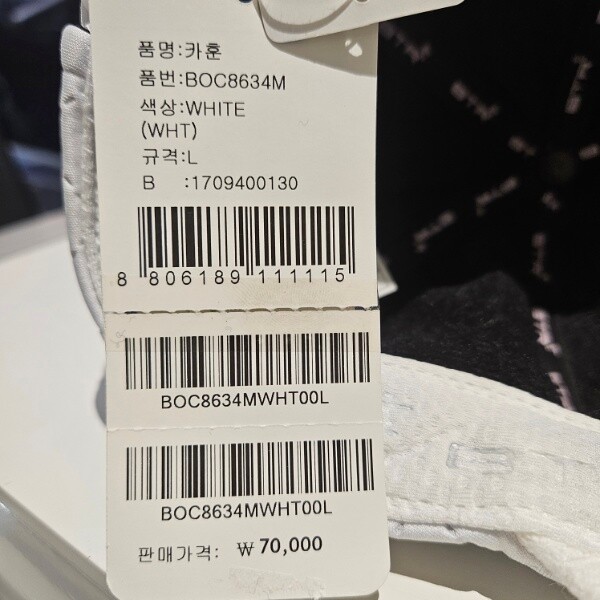 품명:카훈
품번:BOC8634M
색상:WHITE
(WHT)
규격:L
B :1709400130
8 806189 111115
BOC8634MWHT00L
BOC8634MWHT00L
판매가격: ₩ 70,000